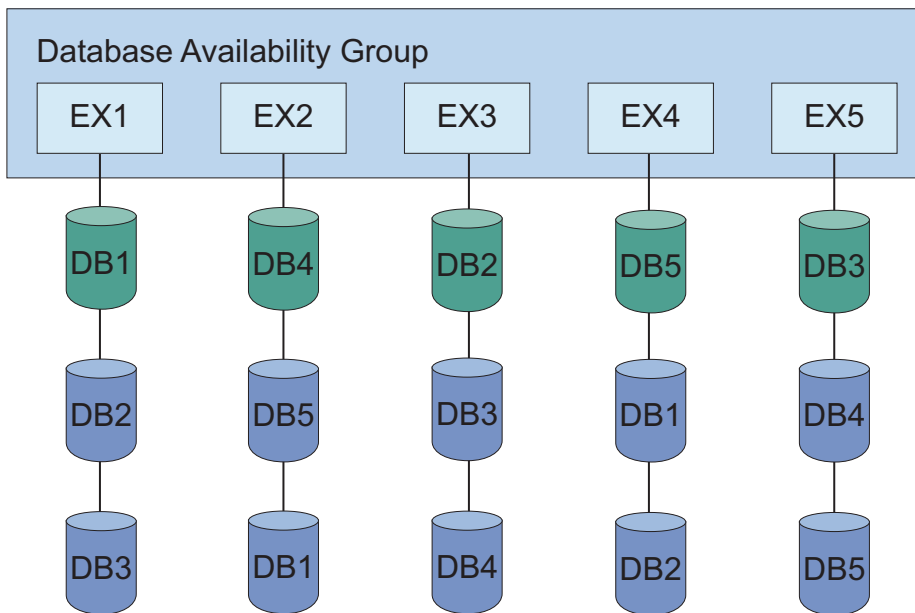 Database Availability Group
EX1 EX2 EX3 EX4 EX5
DB1 DB4 DB2 DB5 DB3
DB2 DB5 DB3 DB1 DB4
DB3 DB1 DB4 DB2 DB5